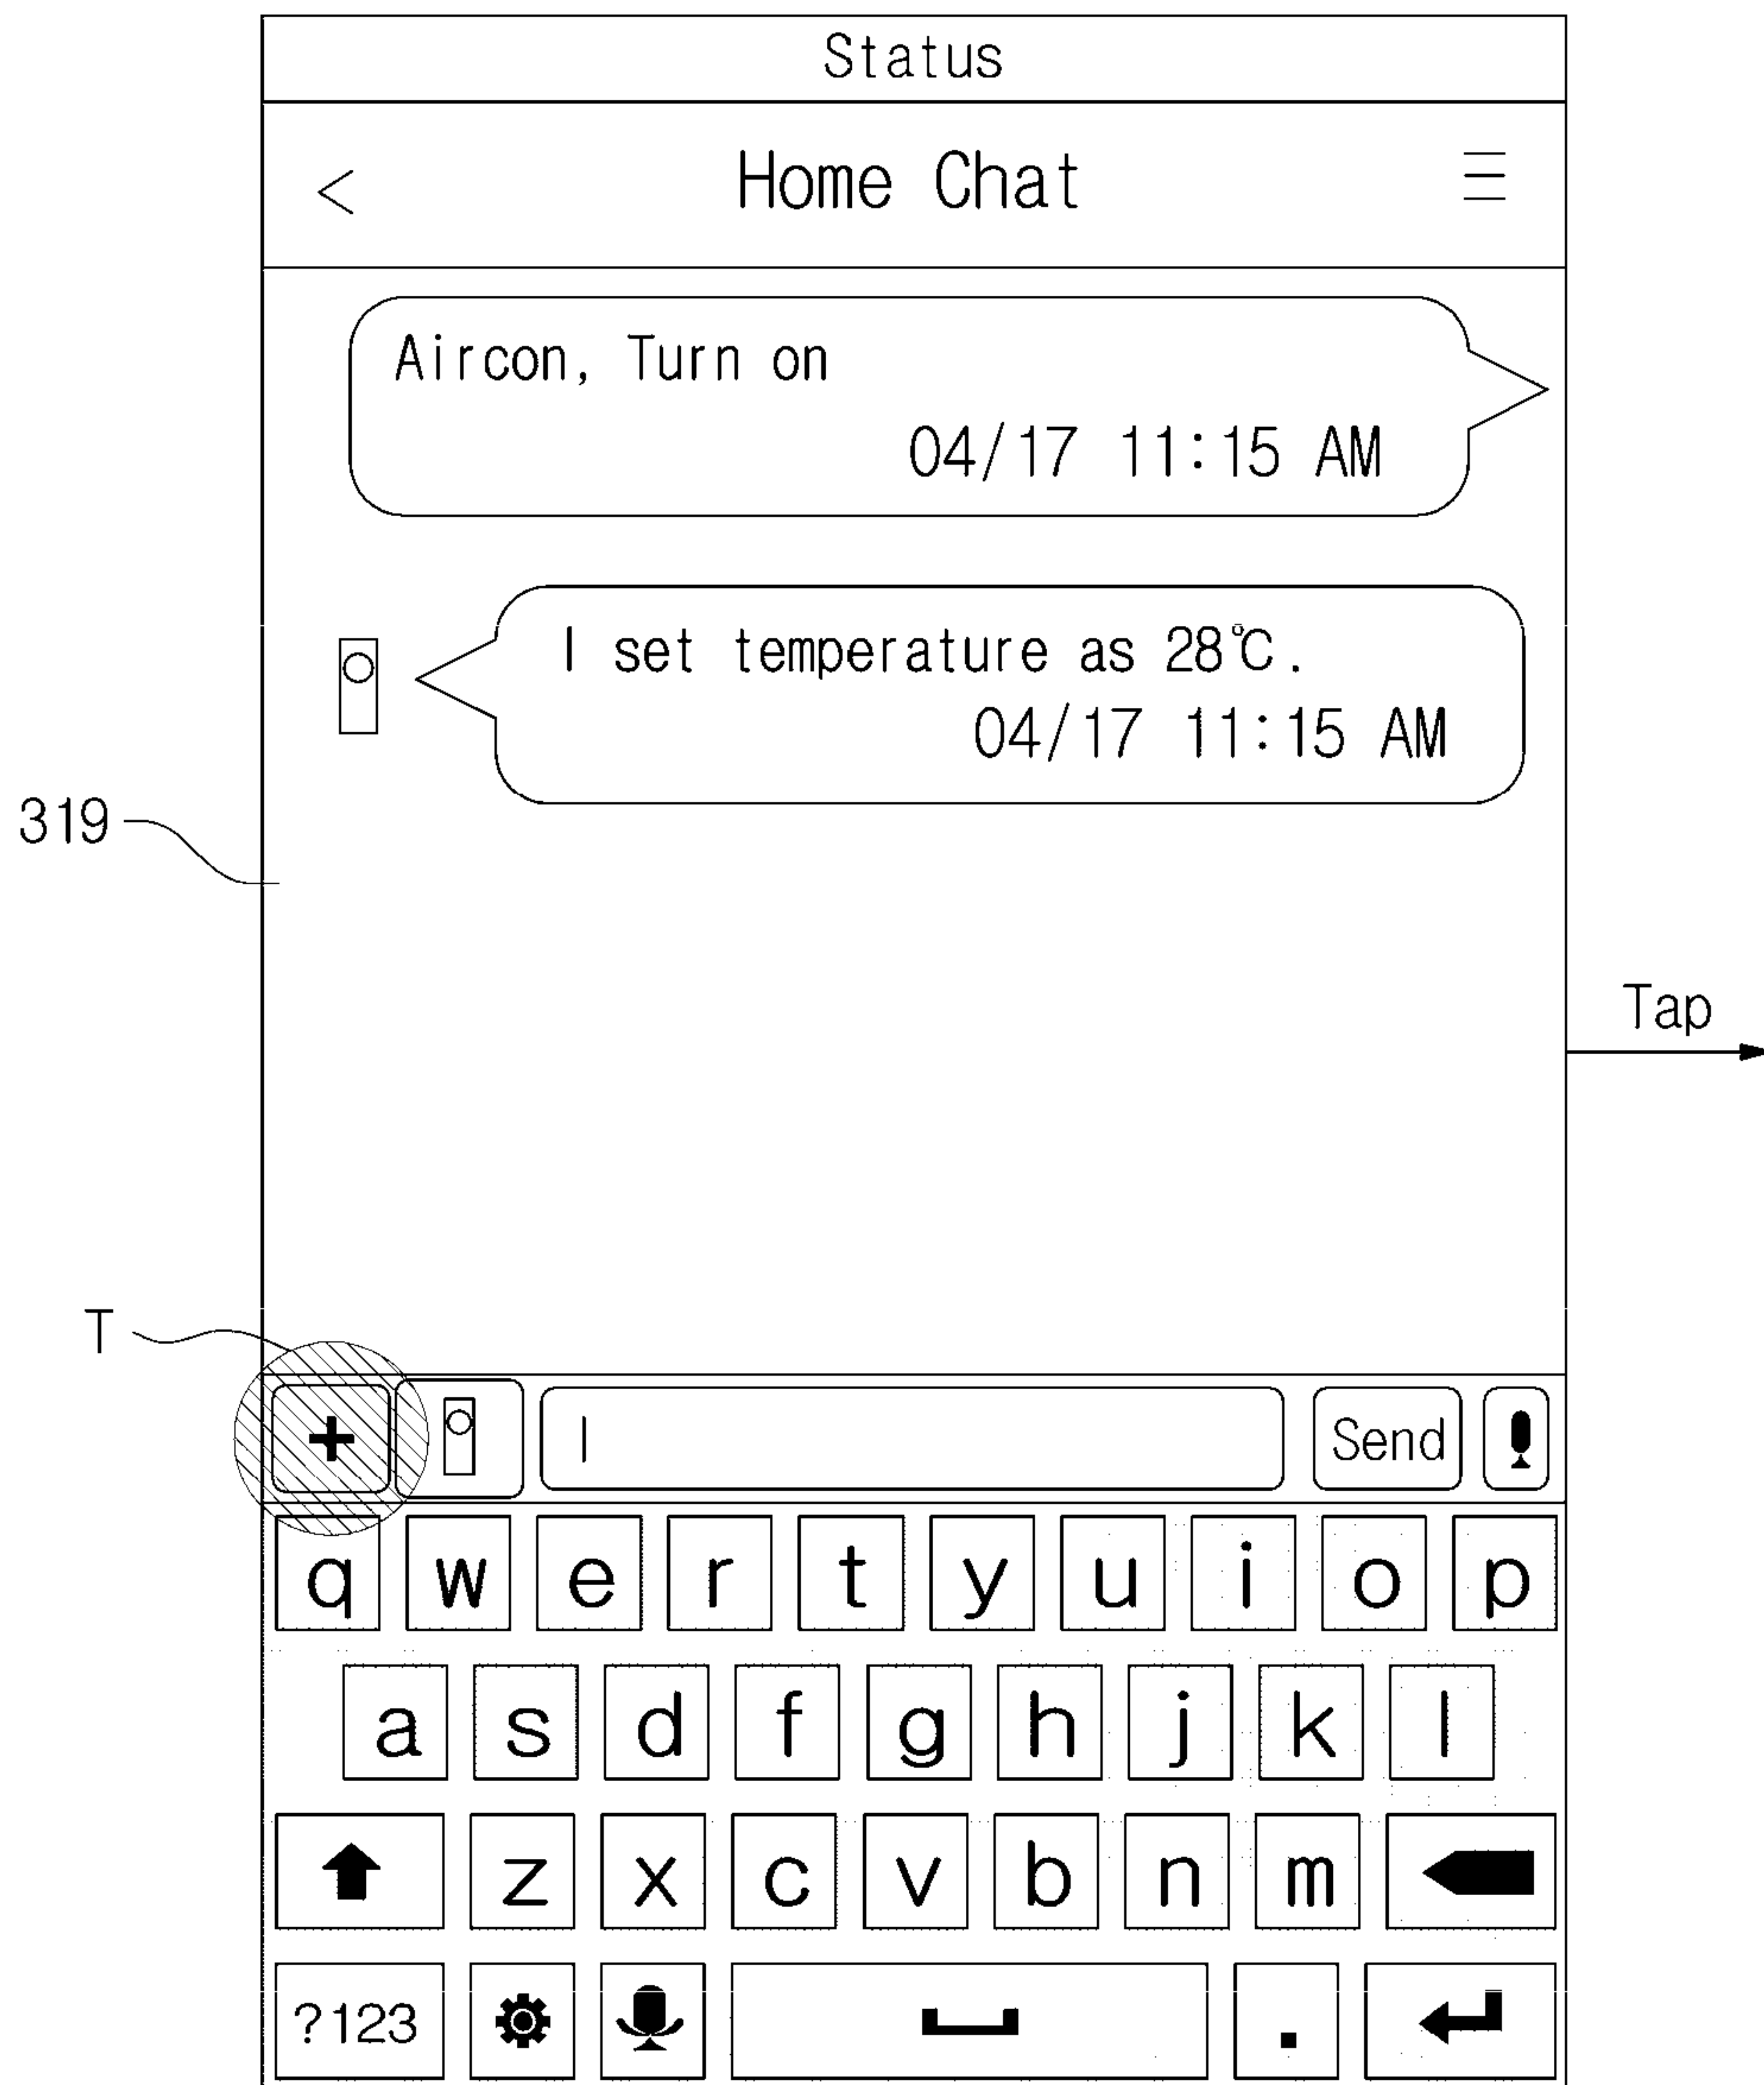 Status
< Home Chat
Aircon, Turn on
04/17 11:15 AM
I set temperature as 28℃.
04/17 11:15 AM
319
Tap
T
+ Send
q w e r t y u i o p
a s d f g h j k l
z x c v b n m
?123 .